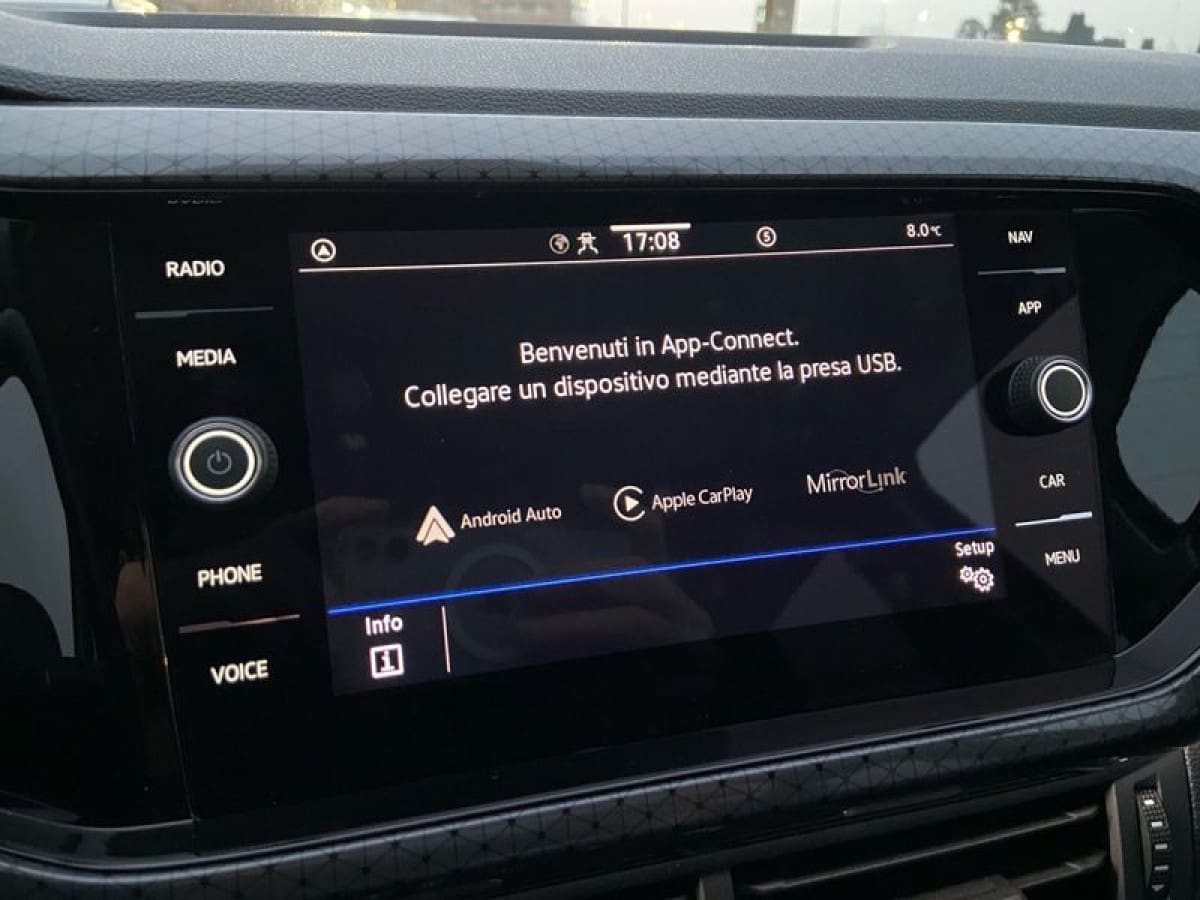 RADIO
MEDIA
PHONE
VOICE
17:08
S
8.0°C
Benvenuti in App-Connect.
Collegare un dispositivo mediante la presa USB.
Android Auto
Apple CarPlay
MirrorLink
Info
i
Setup
NAV
APP
CAR
MENU